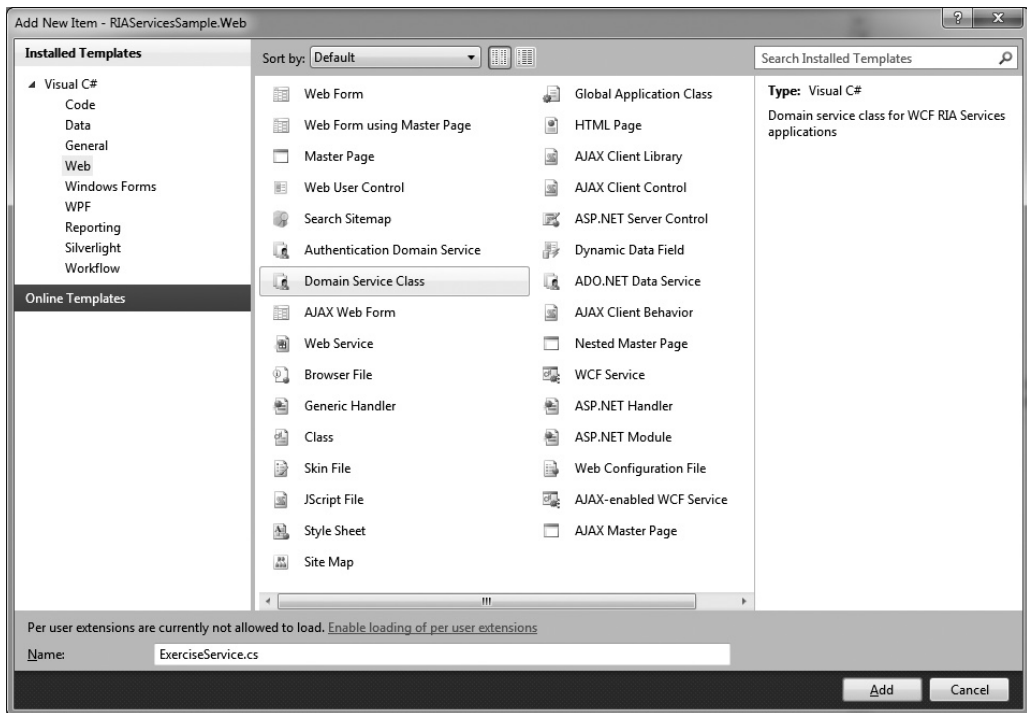 Add New Item - RIAServicesSample.Web
Installed Templates
Visual C#
Code
Data
General
Web
Windows Forms
WPF
Reporting
Silverlight
Workflow
Online Templates
Sort by: Default
Web Form
Web Form using Master Page
Master Page
Web User Control
Search Sitemap
Authentication Domain Service
Domain Service Class
AJAX Web Form
Web Service
Browser File
Generic Handler
Class
Skin File
JScript File
Style Sheet
Site Map
Global Application Class
HTML Page
AJAX Client Library
AJAX Client Control
ASP.NET Server Control
Dynamic Data Field
ADO.NET Data Service
AJAX Client Behavior
Nested Master Page
WCF Service
ASP.NET Handler
ASP.NET Module
Web Configuration File
AJAX-enabled WCF Service
AJAX Master Page
Search Installed Templates
Type: Visual C#
Domain service class for WCF RIA Services
applications
Per user extensions are currently not allowed to load. Enable loading of per user extensions
Name: ExerciseService.cs
Add Cancel